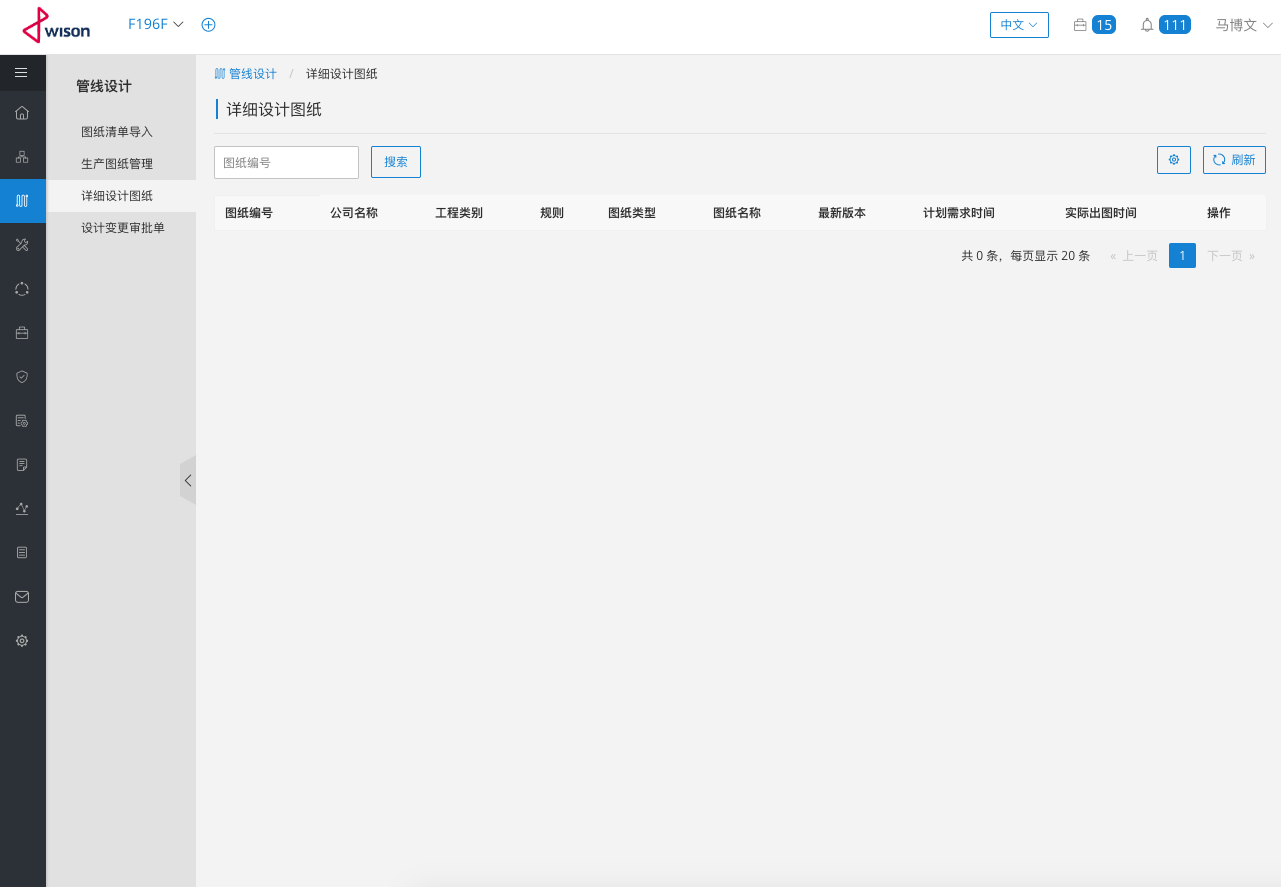 wison
F196F
中文
15
111
马博文
管线设计
图纸清单导入
生产图纸管理
详细设计图纸
设计变更审批单
管线设计 / 详细设计图纸
详细设计图纸
图纸编号
搜索
刷新
图纸编号 公司名称 工程类别 规则 图纸类型 图纸名称 最新版本 计划需求时间 实际出图时间 操作
共 0 条，每页显示 20 条 « 上一页 1 下一页 »